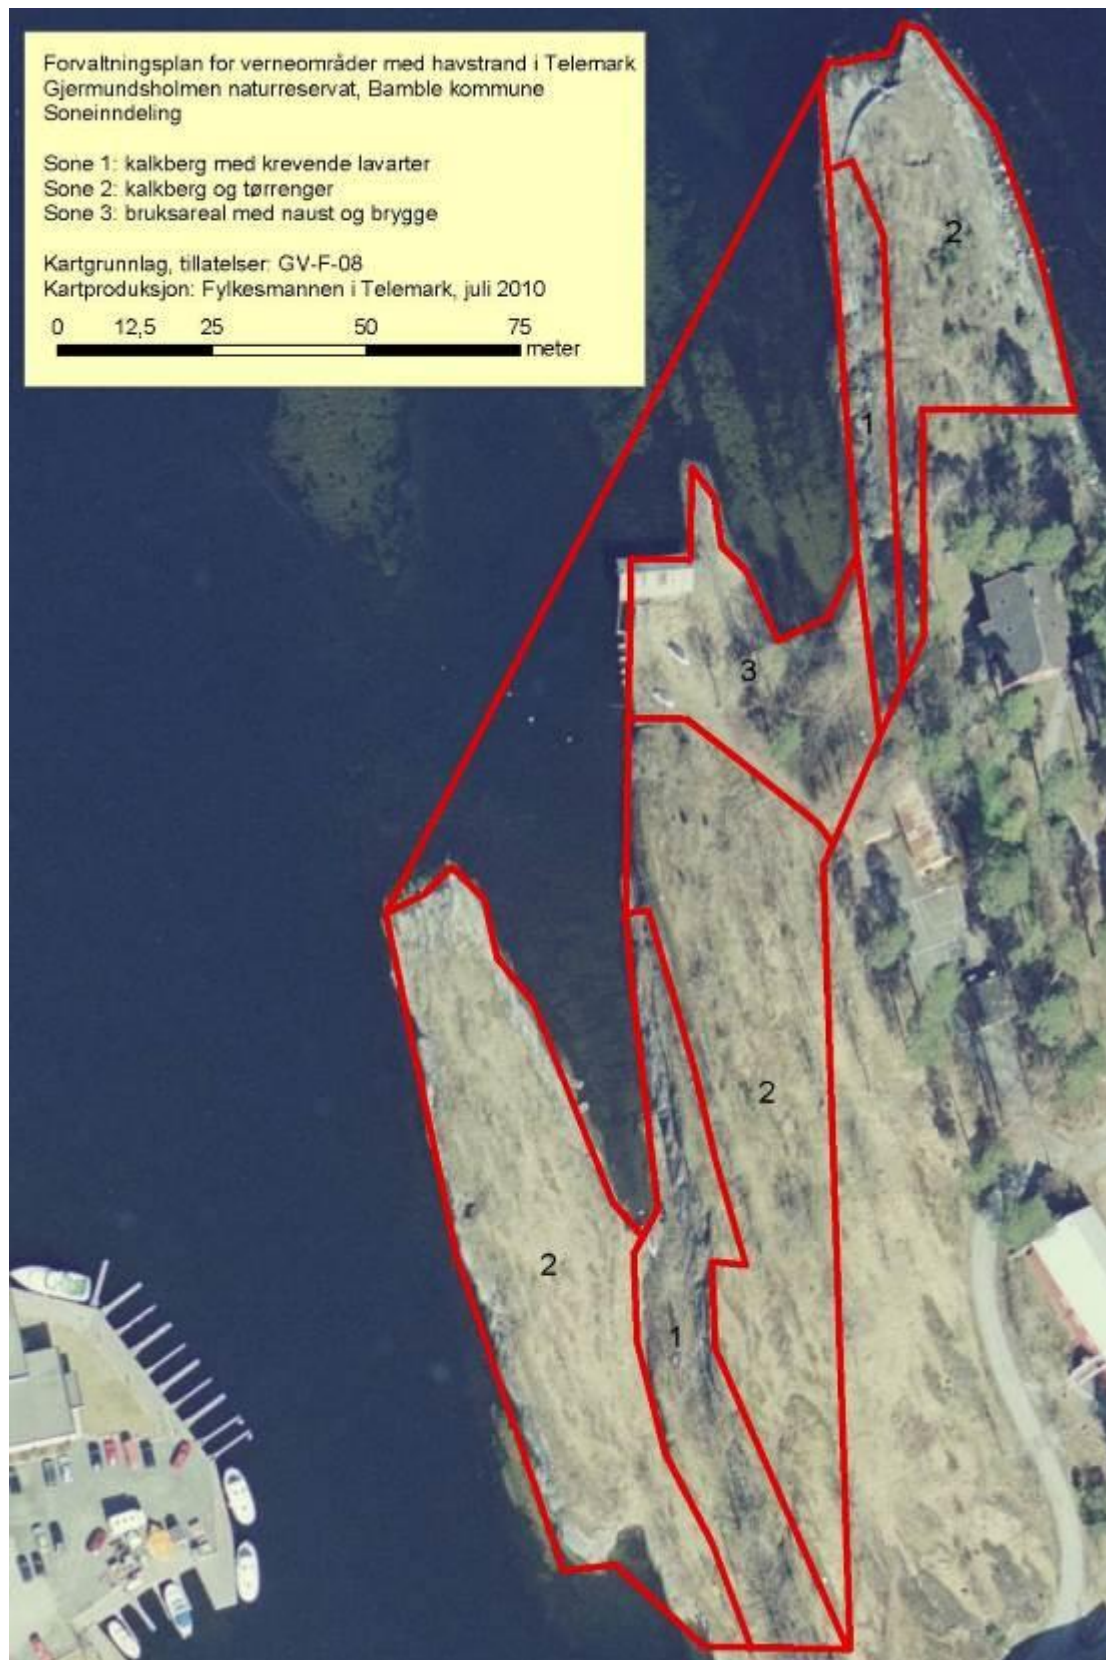 Forvaltningsplan for verneområder med havstrand i Telemark
Gjermundsholmen naturreservat, Bamble kommune
Soneinndeling
Sone 1: kalkberg med krevende lavarter
Sone 2: kalkberg og tørrenger
Sone 3: bruksareal med naust og brygge
Kartgrunnlag, tillatelser: GV-F-08
Kartproduksjon: Fylkesmannen i Telemark, juli 2010
0 12,5 25 50 75
meter
2
1
3
2
2
1